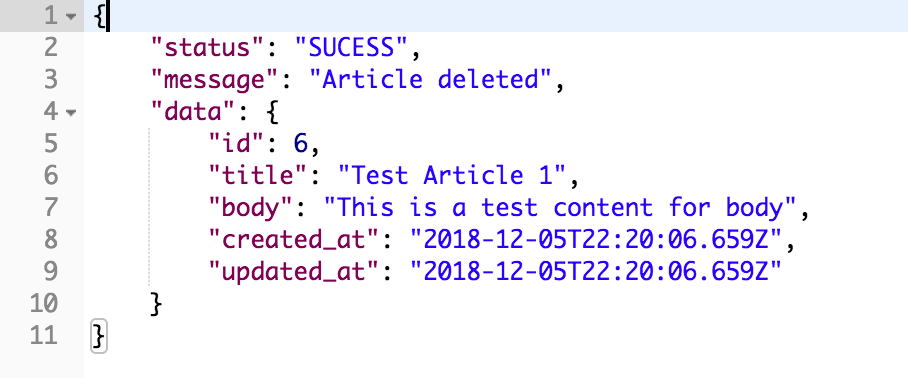 1 {
2 "status": "SUCESS",
3 "message": "Article deleted",
4 "data": {
5 "id": 6,
6 "title": "Test Article 1",
7 "body": "This is a test content for body",
8 "created_at": "2018-12-05T22:20:06.659Z",
9 "updated_at": "2018-12-05T22:20:06.659Z"
10 }
11 }